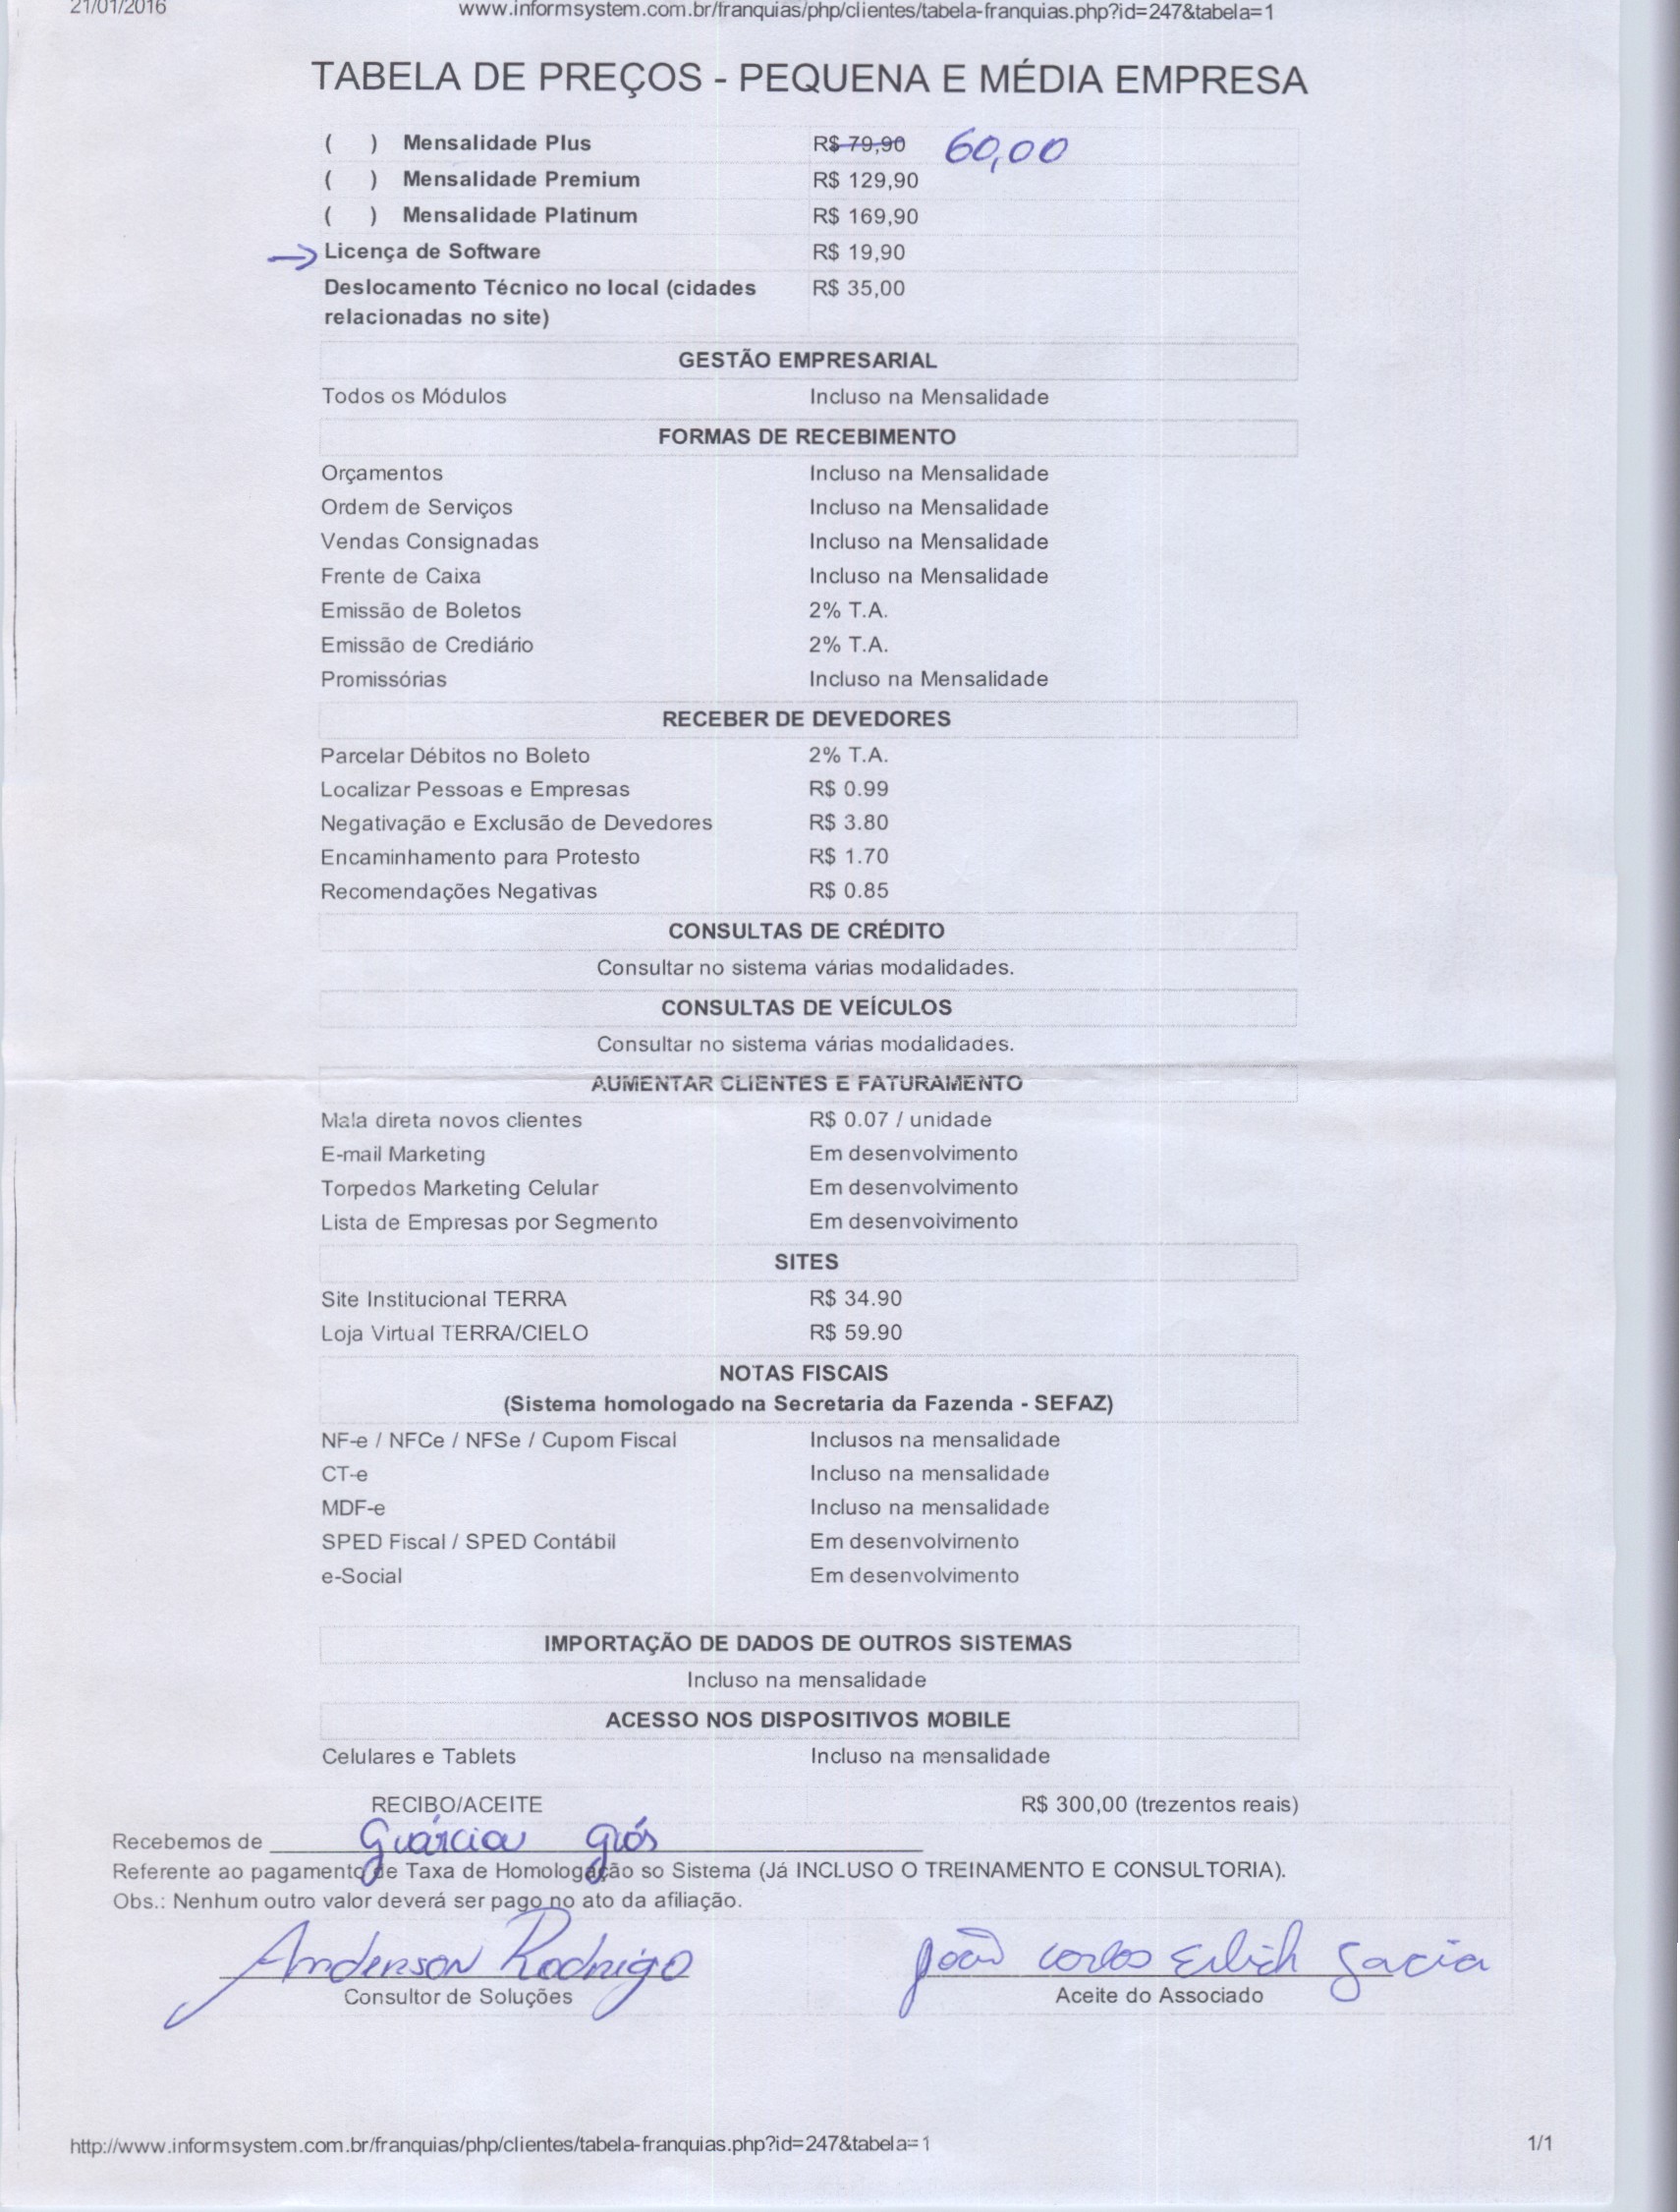 21/01/2016 www.informsystem.com.br/franquias/php/clientes/tabela-franquias.php?id=247&tabela=1
TABELA DE PREÇOS - PEQUENA E MÉDIA EMPRESA
( ) Mensalidade Plus R$ 79,90 60,00
( ) Mensalidade Premium R$ 129,90
( ) Mensalidade Platinum R$ 169,90
→ Licença de Software R$ 19,90
Deslocamento Técnico no local (cidades R$ 35,00
relacionadas no site)
GESTÃO EMPRESARIAL
Todos os Módulos Incluso na Mensalidade
FORMAS DE RECEBIMENTO
Orçamentos Incluso na Mensalidade
Ordem de Serviços Incluso na Mensalidade
Vendas Consignadas Incluso na Mensalidade
Frente de Caixa Incluso na Mensalidade
Emissão de Boletos 2% T.A.
Emissão de Crediário 2% T.A.
Promissórias Incluso na Mensalidade
RECEBER DE DEVEDORES
Parcelar Débitos no Boleto 2% T.A.
Localizar Pessoas e Empresas R$ 0.99
Negativação e Exclusão de Devedores R$ 3.80
Encaminhamento para Protesto R$ 1.70
Recomendações Negativas R$ 0.85
CONSULTAS DE CRÉDITO
Consultar no sistema várias modalidades.
CONSULTAS DE VEÍCULOS
Consultar no sistema várias modalidades.
AUMENTAR CLIENTES E FATURAMENTO
Mala direta novos clientes R$ 0.07 / unidade
E-mail Marketing Em desenvolvimento
Torpedos Marketing Celular Em desenvolvimento
Lista de Empresas por Segmento Em desenvolvimento
SITES
Site Institucional TERRA R$ 34.90
Loja Virtual TERRA/CIELO R$ 59.90
NOTAS FISCAIS
(Sistema homologado na Secretaria da Fazenda - SEFAZ)
NF-e / NFCe / NFSe / Cupom Fiscal Inclusos na mensalidade
CT-e Incluso na mensalidade
MDF-e Incluso na mensalidade
SPED Fiscal / SPED Contábil Em desenvolvimento
e-Social Em desenvolvimento
IMPORTAÇÃO DE DADOS DE OUTROS SISTEMAS
Incluso na mensalidade
ACESSO NOS DISPOSITIVOS MOBILE
Celulares e Tablets Incluso na mensalidade
RECIBO/ACEITE R$ 300,00 (trezentos reais)
Recebemos de
Referente ao pagamento de Taxa de Homologação so Sistema (Já INCLUSO O TREINAMENTO E CONSULTORIA).
Obs.: Nenhum outro valor deverá ser pago no ato da afiliação.
Anderson Rodrigo João Carlos
Consultor de Soluções Aceite do Associado
http://www.informsystem.com.br/franquias/php/clientes/tabela-franquias.php?id=247&tabela=1 1/1